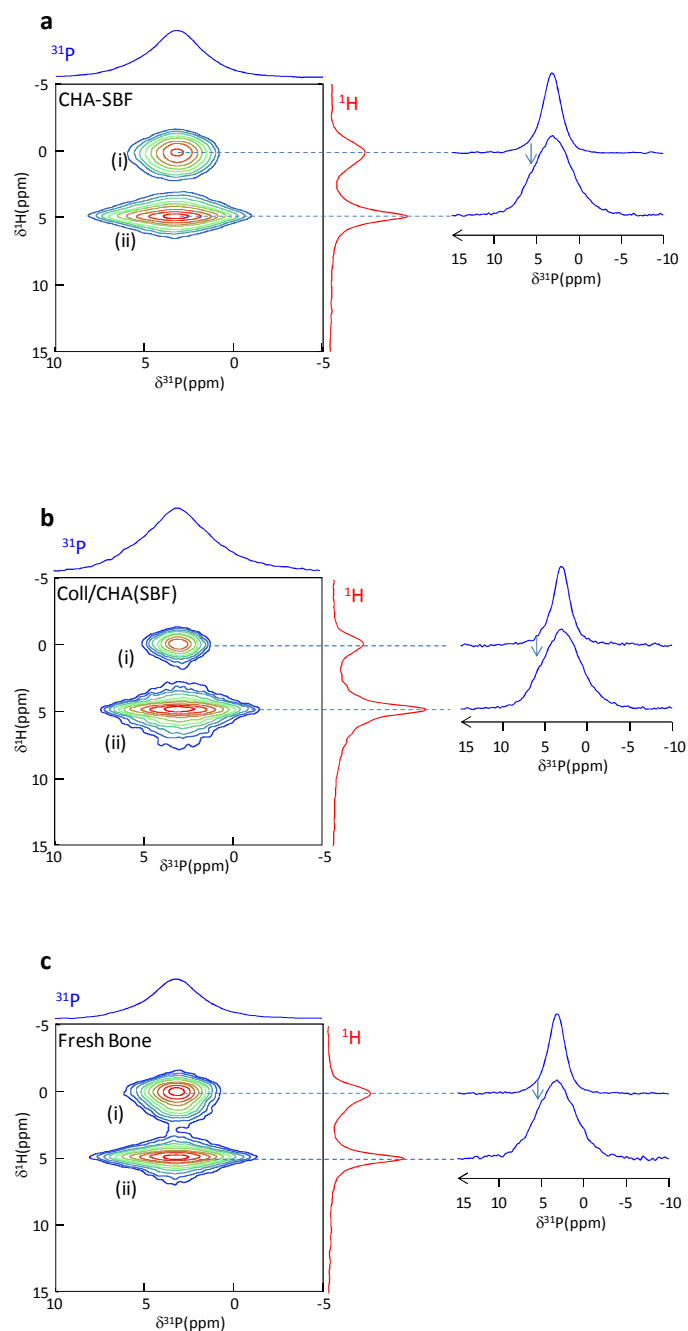 a
³¹P
-5
CHA-SBF
¹H
0
(i)
5
(ii)
10
15
10 5 0 -5
δ³¹P(ppm)
δ¹H(ppm)
15 10 5 0 -5 -10
δ³¹P(ppm)
b
³¹P
-5
Coll/CHA(SBF)
¹H
0
(i)
5
(ii)
10
15
10 5 0 -5
δ³¹P(ppm)
δ¹H(ppm)
15 10 5 0 -5 -10
δ³¹P(ppm)
c
³¹P
-5
Fresh Bone
¹H
0
(i)
5
(ii)
10
15
10 5 0 -5
δ³¹P(ppm)
δ¹H(ppm)
15 10 5 0 -5 -10
δ³¹P(ppm)